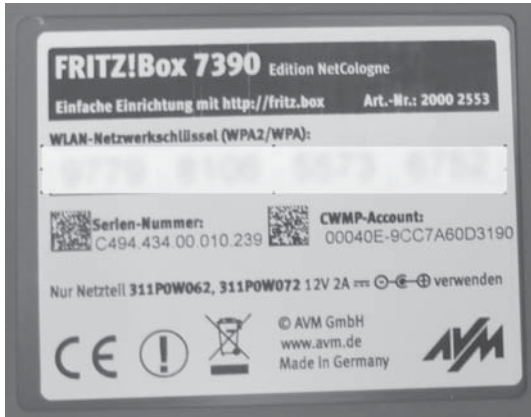 FRITZ!Box 7390 Edition NetCologne
Einfache Einrichtung mit http://fritz.box Art.-Nr.: 2000 2553
WLAN-Netzwerkschlüssel (WPA2/WPA):
Serien-Nummer: CWMP-Account:
C494.434.00.010.239 00040E-9CC7A60D3190
Nur Netzteil 311P0W062, 311P0W072 12V 2A verwenden
© AVM GmbH
www.avm.de
Made in Germany
CE AVM